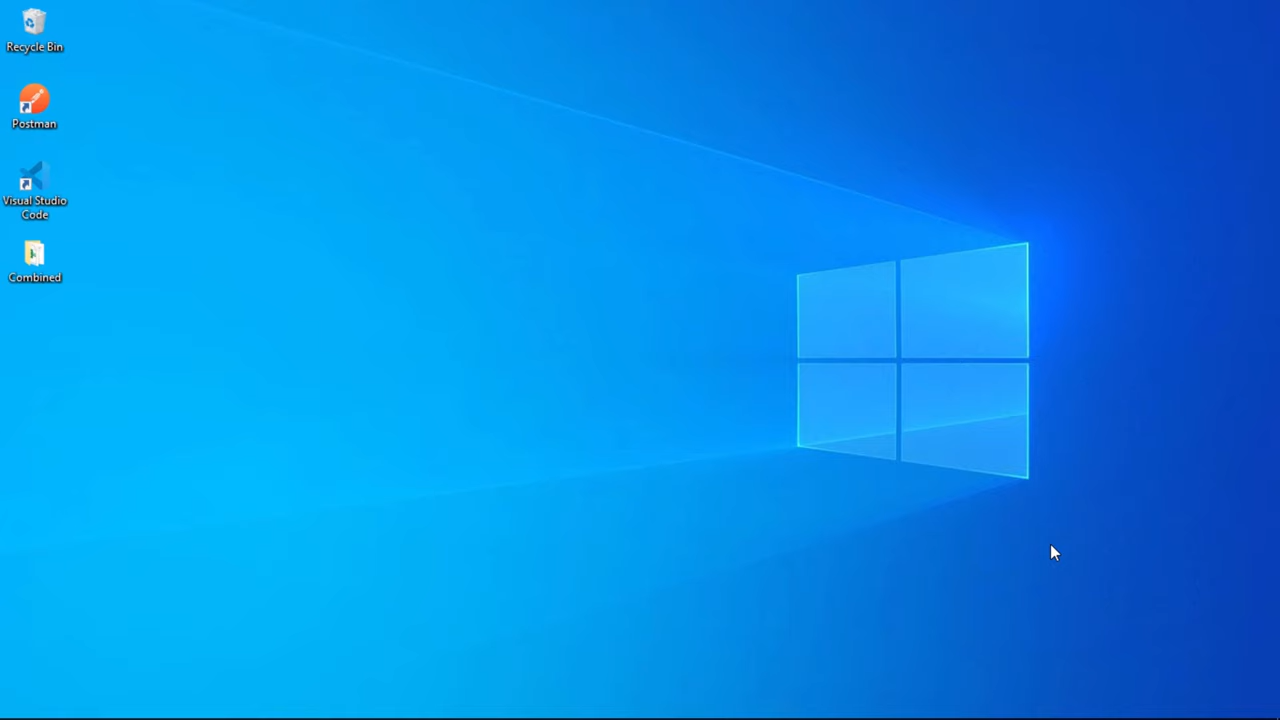 Recycle Bin
Postman
Visual Studio
Code
Combined